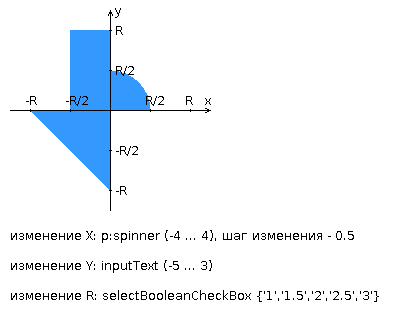 y
R
R/2
-R
-R/2
R/2
R
x
-R/2
-R
изменение X: p:spinner (-4 ... 4), шаг изменения - 0.5
изменение Y: inputText (-5 ... 3)
изменение R: selectBooleanCheckBox {'1','1.5','2','2.5','3'}